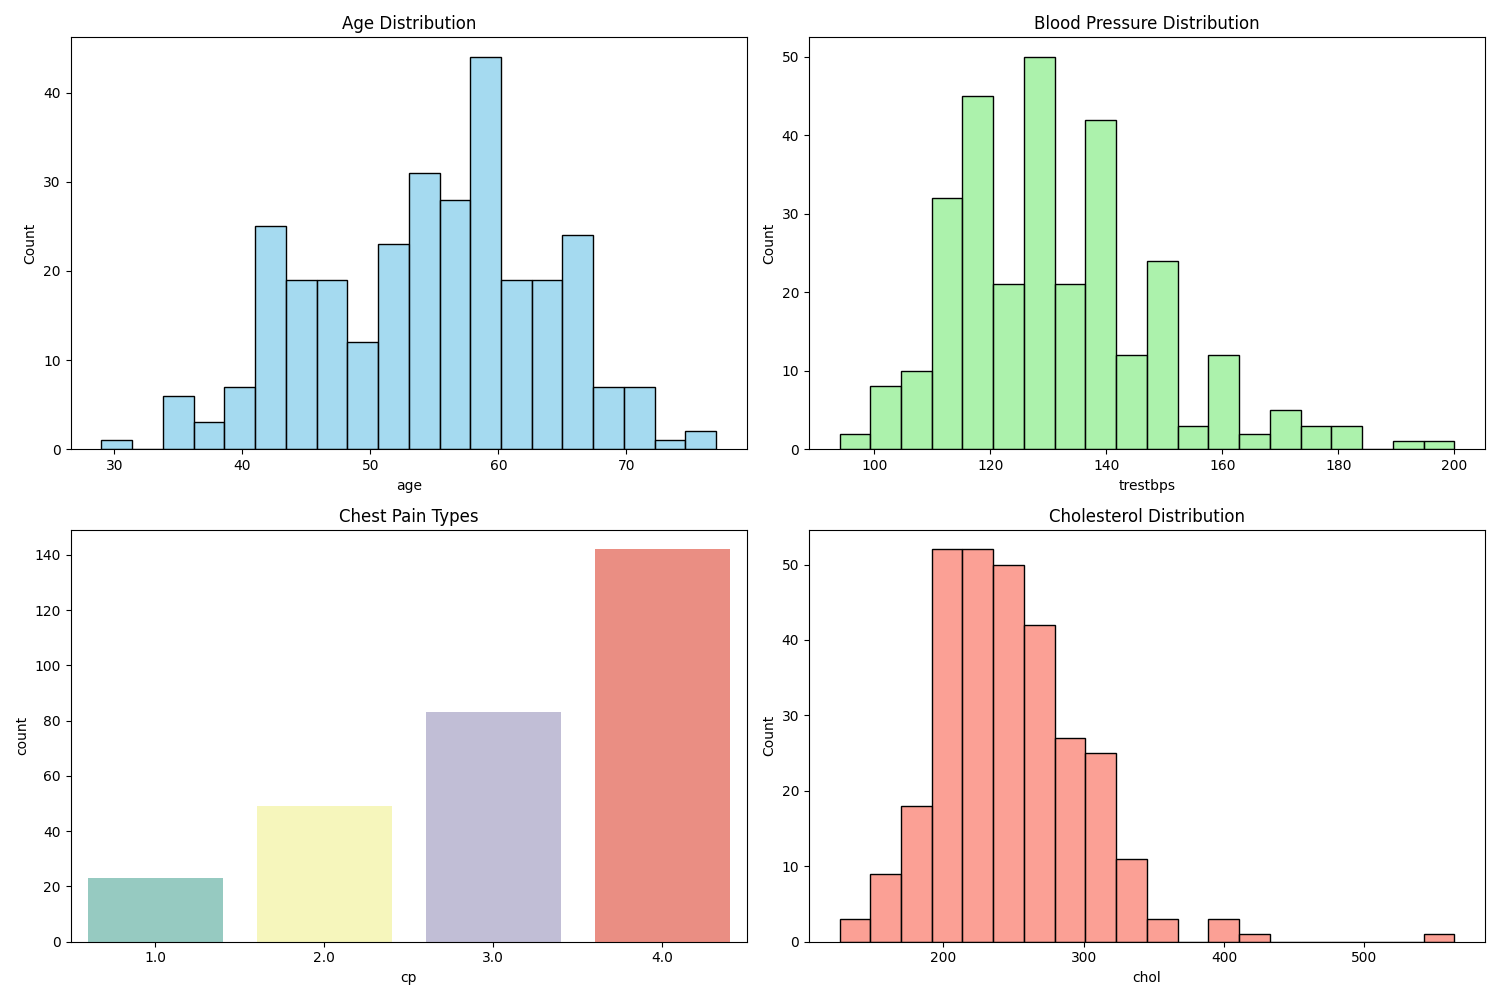 Age Distribution
Count
40
30
20
10
0
30 40 50 60 70
age
Blood Pressure Distribution
Count
50
40
30
20
10
0
100 120 140 160 180 200
trestbps
Chest Pain Types
count
140
120
100
80
60
40
20
0
1.0 2.0 3.0 4.0
cp
Cholesterol Distribution
Count
50
40
30
20
10
0
200 300 400 500
chol